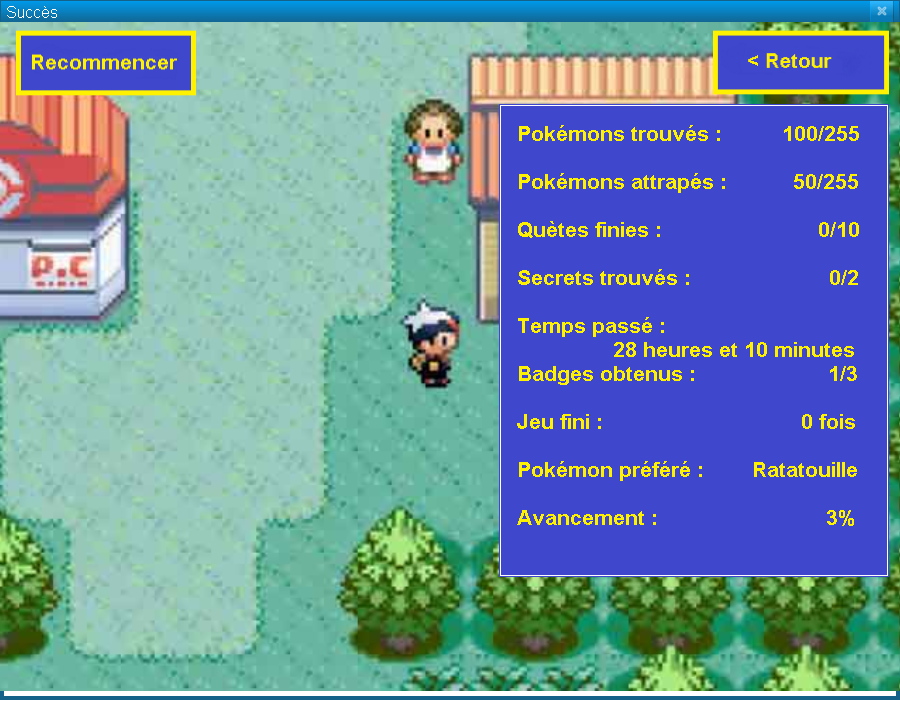 Succès
Recommencer
< Retour
Pokémons trouvés : 100/255
Pokémons attrapés : 50/255
Quètes finies : 0/10
Secrets trouvés : 0/2
Temps passé :
28 heures et 10 minutes
Badges obtenus : 1/3
Jeu fini : 0 fois
Pokémon préféré : Ratatouille
Avancement : 3%
P.C